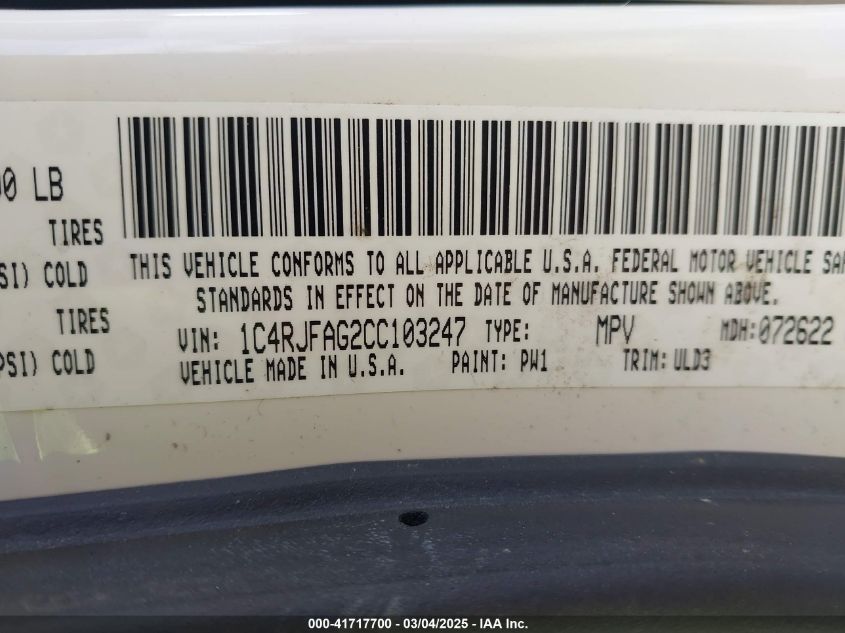 00 LB
TIRES
SI) COLD
TIRES
PSI) COLD
THIS VEHICLE CONFORMS TO ALL APPLICABLE U.S.A. FEDERAL MOTOR VEHICLE SAF
STANDARDS IN EFFECT ON THE DATE OF MANUFACTURE SHOWN ABOVE.
VIN: 1C4RJFAG2CC103247 TYPE: MPV MDH:072622
VEHICLE MADE IN U.S.A. PAINT: PW1 TRIM: ULD3
000-41717700 - 03/04/2025 - IAA Inc.